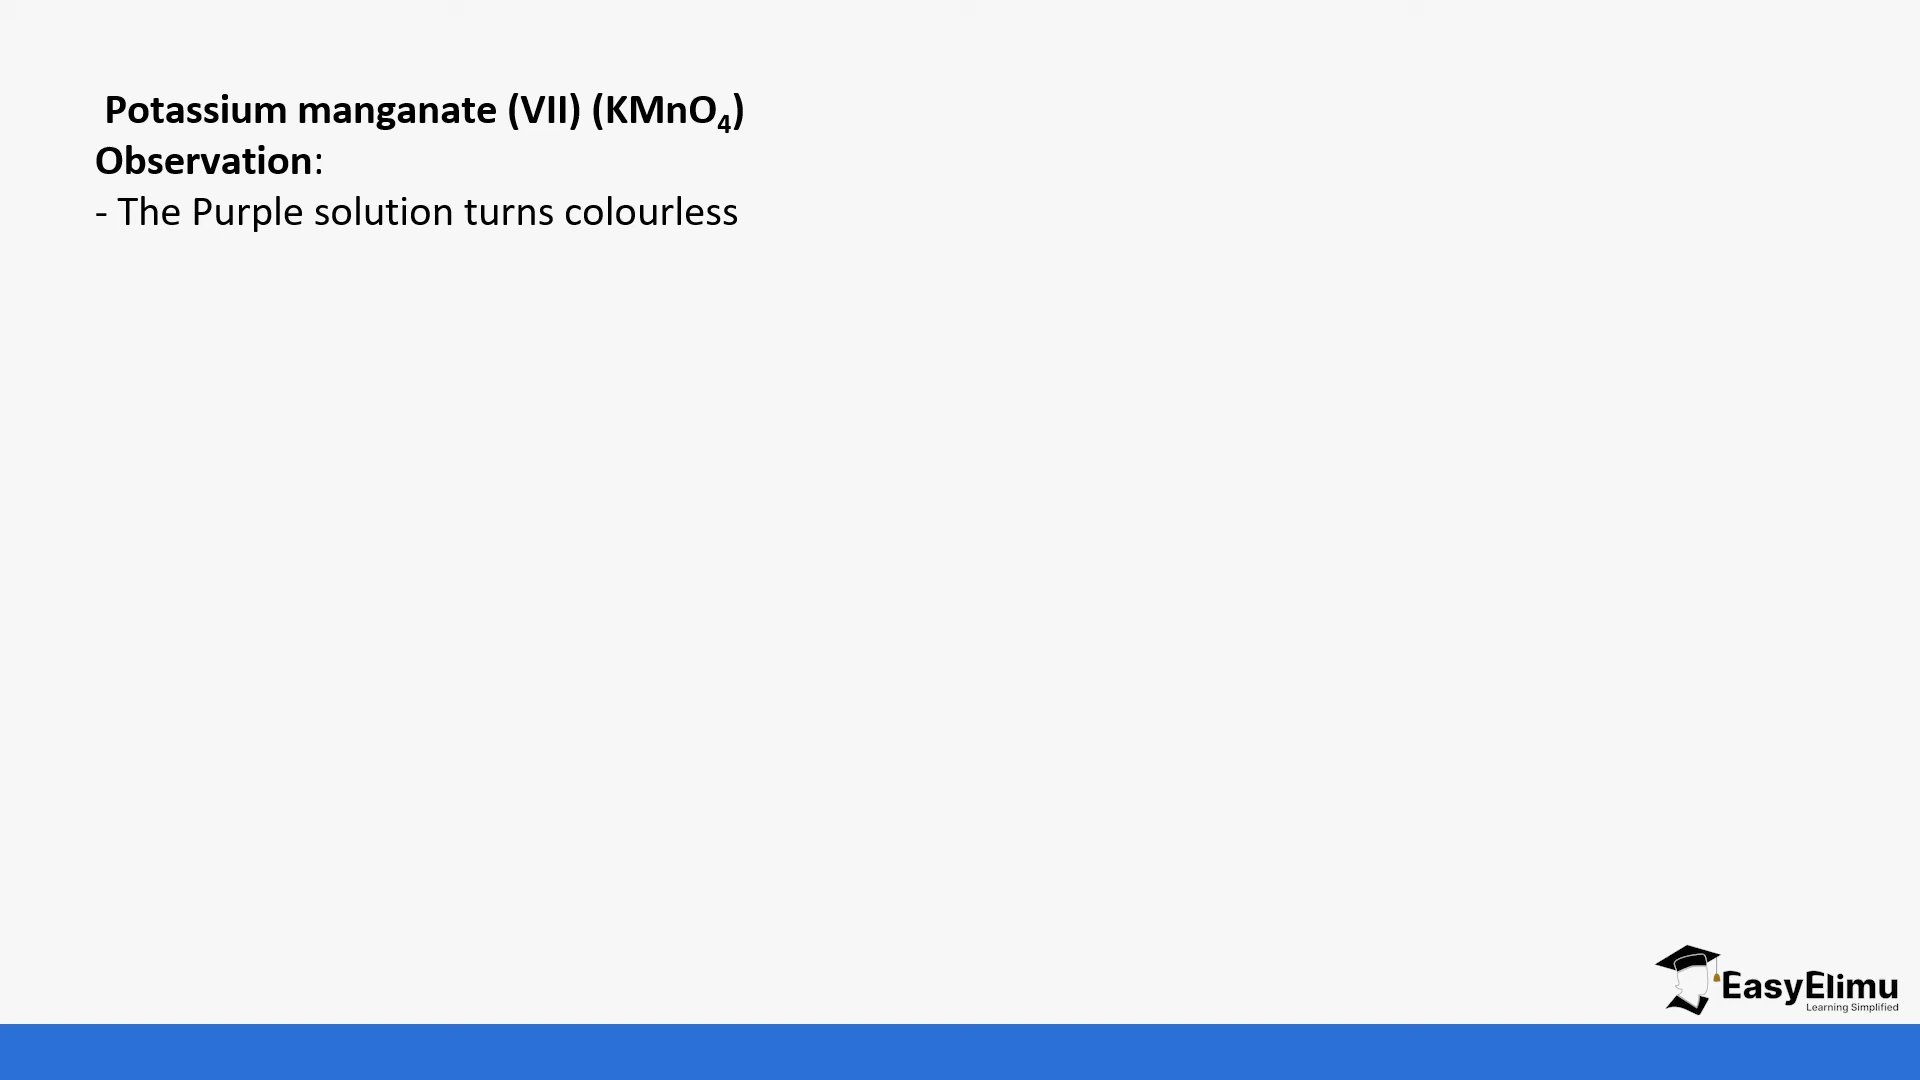 Potassium manganate (VII) (KMnO₄)
Observation:
- The Purple solution turns colourless
EasyElimu
Learning Simplified